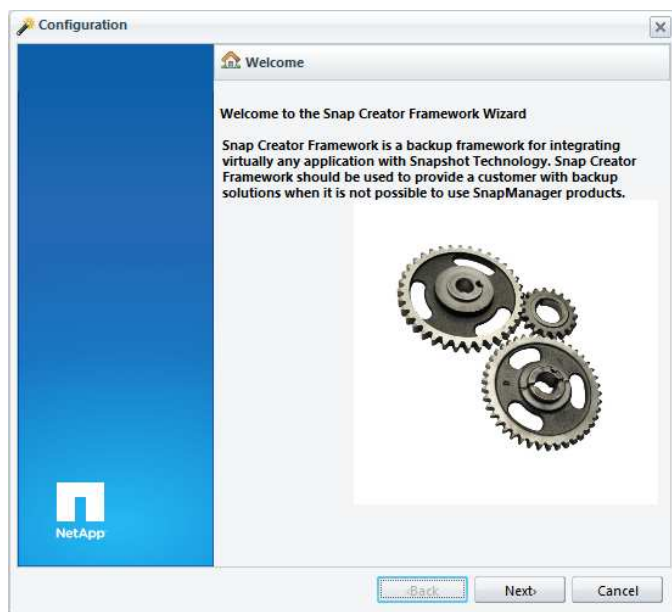 Configuration
Welcome
Welcome to the Snap Creator Framework Wizard
Snap Creator Framework is a backup framework for integrating
virtually any application with Snapshot Technology. Snap Creator
Framework should be used to provide a customer with backup
solutions when it is not possible to use SnapManager products.
NetApp
Back Next Cancel